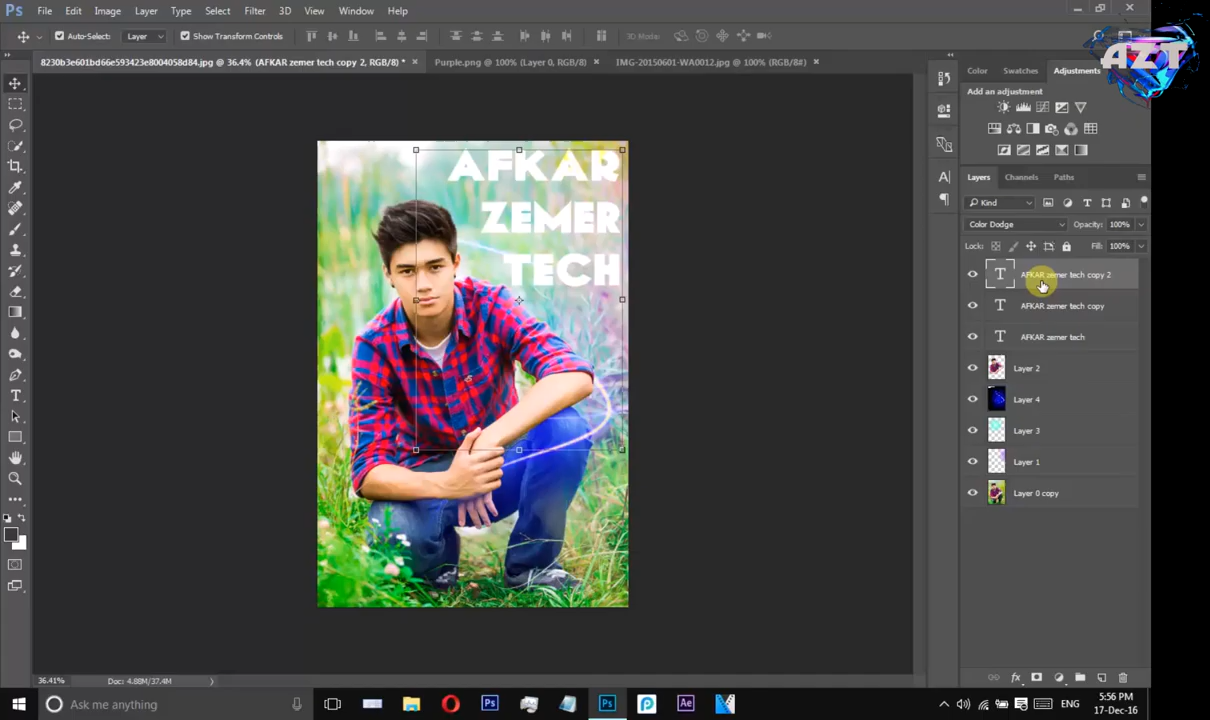 Ps File Edit Image Layer Type Select Filter 3D View Window Help
Auto-Select: Layer Show Transform Controls 3D Mode:
8230b3e601bd66e593423e8004058d84.jpg @ 36.4% (AFKAR zemer tech copy 2, RGB/8) * × Purple.png @ 100% (Layer 0, RGB/8) × IMG-20150601-WA0012.jpg @ 100% (RGB/8#) ×
AZT
Color Swatches Adjustments
Add an adjustment
Layers Channels Paths
Kind
Color Dodge Opacity: 100%
Lock: Fill: 100%
AFKAR zemer tech copy 2
AFKAR zemer tech copy
AFKAR zemer tech
Layer 2
Layer 4
Layer 3
Layer 1
Layer 0 copy
AFKAR
ZEMER
TECH
36.41% Doc: 4.88M/37.4M
Ask me anything
Ps Ps Ae
ENG
5:56 PM
17-Dec-16